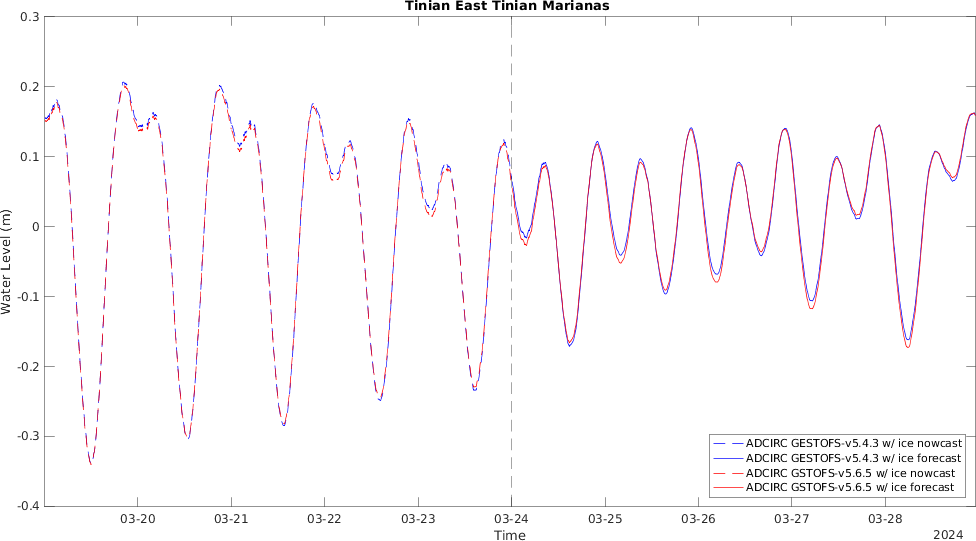 Tinian East Tinian Marianas
0.3
0.2
0.1
0
-0.1
-0.2
-0.3
-0.4
Water Level (m)
ADCIRC GESTOFS-v5.4.3 w/ ice nowcast
ADCIRC GESTOFS-v5.4.3 w/ ice forecast
ADCIRC GSTOFS-v5.6.5 w/ ice nowcast
ADCIRC GSTOFS-v5.6.5 w/ ice forecast
03-20 03-21 03-22 03-23 03-24 03-25 03-26 03-27 03-28
Time
2024